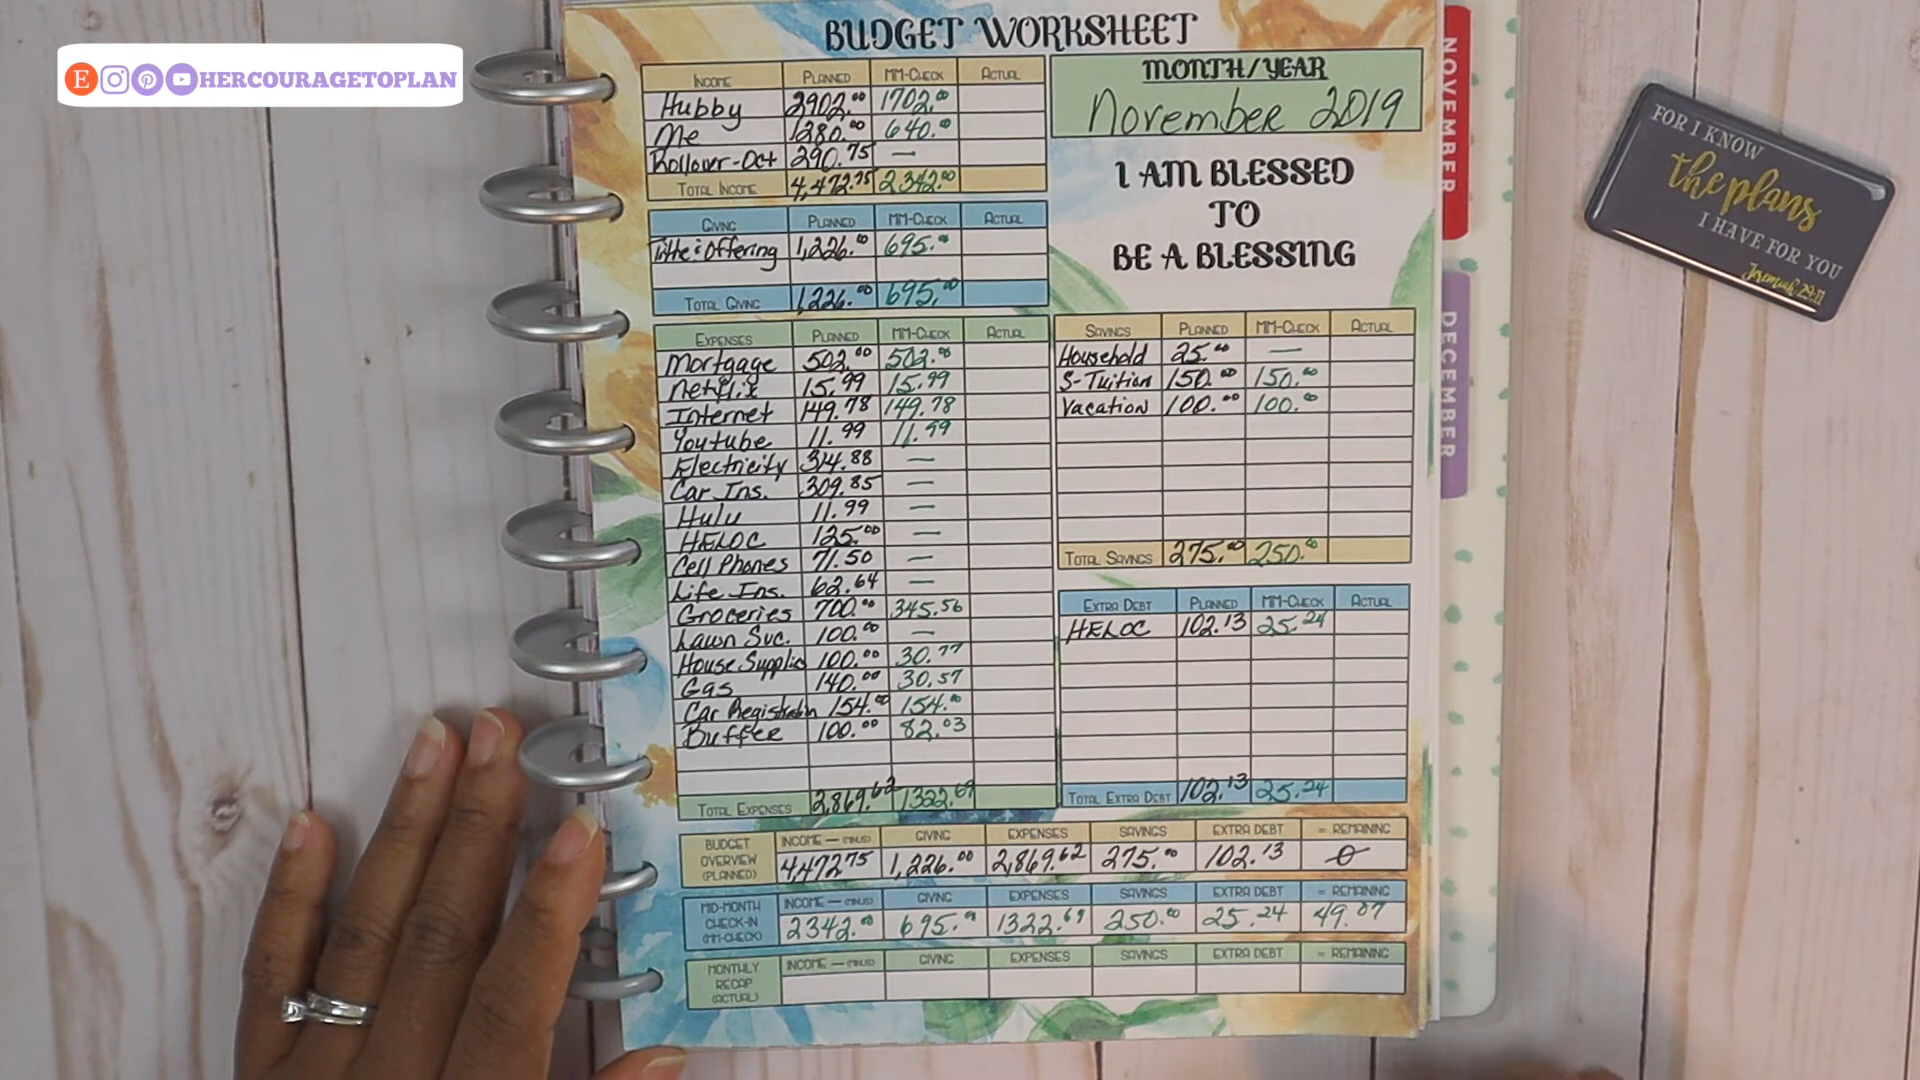 HERCOURAGETOPLAN
BUDGET WORKSHEET
INCOME PLANNED MM-CHECK ACTUAL
Hubby 2902.00 1702.00
Me 1280.00 640.00
Rollover-Oct 290.75 —
TOTAL INCOME 4,472.75 2342.00
MONTH/YEAR
November 2019
I AM BLESSED
TO
BE A BLESSING
GIVING PLANNED MM-CHECK ACTUAL
Tithe & Offering 1,226.00 695.00
TOTAL GIVING 1,226.00 695.00
EXPENSES PLANNED MM-CHECK ACTUAL
Mortgage 502.00 502.00
Netflix 15.99 15.99
Internet 149.78 149.78
Youtube 11.99 11.99
Electricity 314.88 —
Car Ins. 309.85 —
Hulu 11.99 —
HELOC 125.00 —
Cell Phones 71.50 —
Life Ins. 62.64 —
Groceries 700.00 345.56
Lawn Svc. 100.00 —
House Supplies 100.00 30.77
Gas 140.00 30.57
Car Registration 154.00 154.00
Buffer 100.00 82.03
TOTAL EXPENSES 2,869.62 1322.69
SAVINGS PLANNED MM-CHECK ACTUAL
Household 25.00 —
S-Tuition 150.00 150.00
Vacation 100.00 100.00
TOTAL SAVINGS 275.00 250.00
EXTRA DEBT PLANNED MM-CHECK ACTUAL
HELOC 102.13 25.24
TOTAL EXTRA DEBT 102.13 25.24
BUDGET OVERVIEW (PLANNED)
INCOME — (MINUS) GIVING EXPENSES SAVINGS EXTRA DEBT = REMAINING
4,472.75 1,226.00 2,869.62 275.00 102.13 0
MID-MONTH CHECK-IN (MM-CHECK)
INCOME — (MINUS) GIVING EXPENSES SAVINGS EXTRA DEBT = REMAINING
2342.00 695.00 1322.69 250.00 25.24 49.07
MONTHLY RECAP (ACTUAL)
INCOME — (MINUS) GIVING EXPENSES SAVINGS EXTRA DEBT = REMAINING
NOVEMBER
DECEMBER
FOR I KNOW
the plans
I HAVE FOR YOU
Jeremiah 29:11